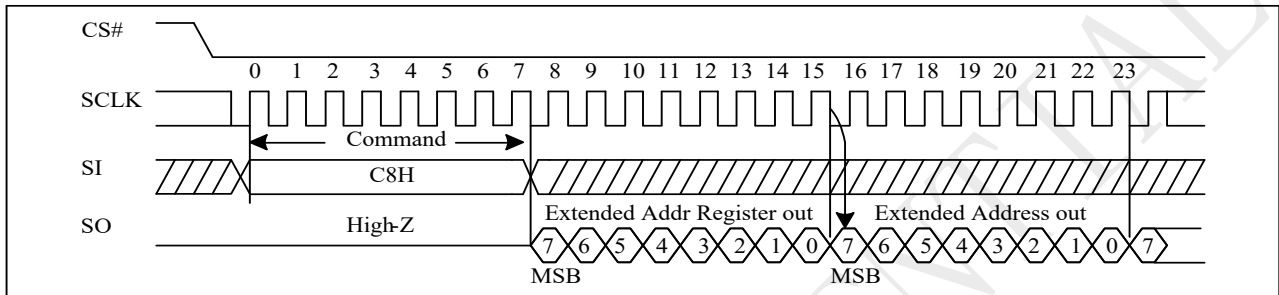 CS#
0 1 2 3 4 5 6 7 8 9 10 11 12 13 14 15 16 17 18 19 20 21 22 23
SCLK
Command
SI
C8H
Extended Addr Register out Extended Address out
SO
High-Z
7 6 5 4 3 2 1 0 7 6 5 4 3 2 1 0 7
MSB MSB